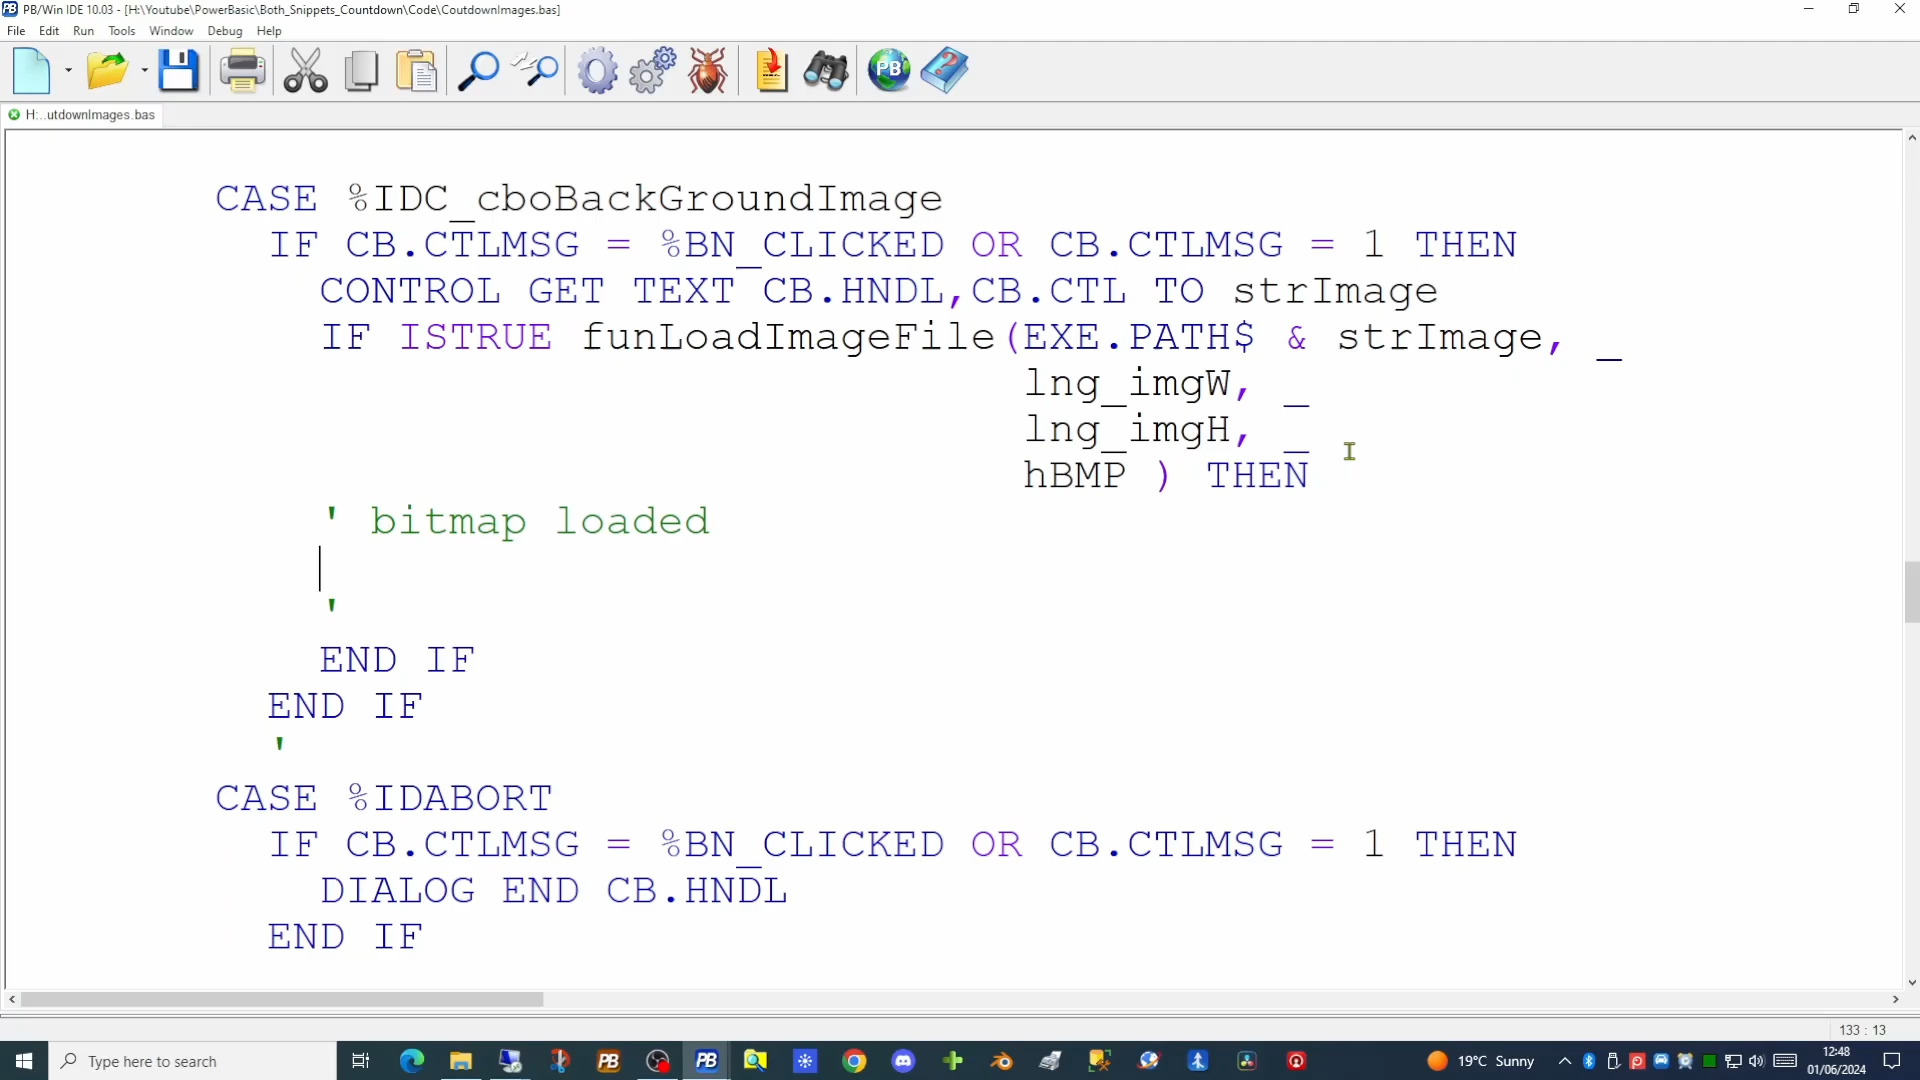 PB/Win IDE 10.03 - [H:\Youtube\PowerBasic\Both_Snippets_Countdown\Code\CoutdownImages.bas]
File Edit Run Tools Window Debug Help
H:..utdownImages.bas
CASE %IDC_cboBackGroundImage
IF CB.CTLMSG = %BN_CLICKED OR CB.CTLMSG = 1 THEN
CONTROL GET TEXT CB.HNDL,CB.CTL TO strImage
IF ISTRUE funLoadImageFile(EXE.PATH$ & strImage, _
lng_imgW, _
lng_imgH, _
hBMP ) THEN
' bitmap loaded
'
END IF
END IF
'
CASE %IDABORT
IF CB.CTLMSG = %BN_CLICKED OR CB.CTLMSG = 1 THEN
DIALOG END CB.HNDL
END IF
133 : 13
Type here to search
19°C Sunny
12:48
01/06/2024